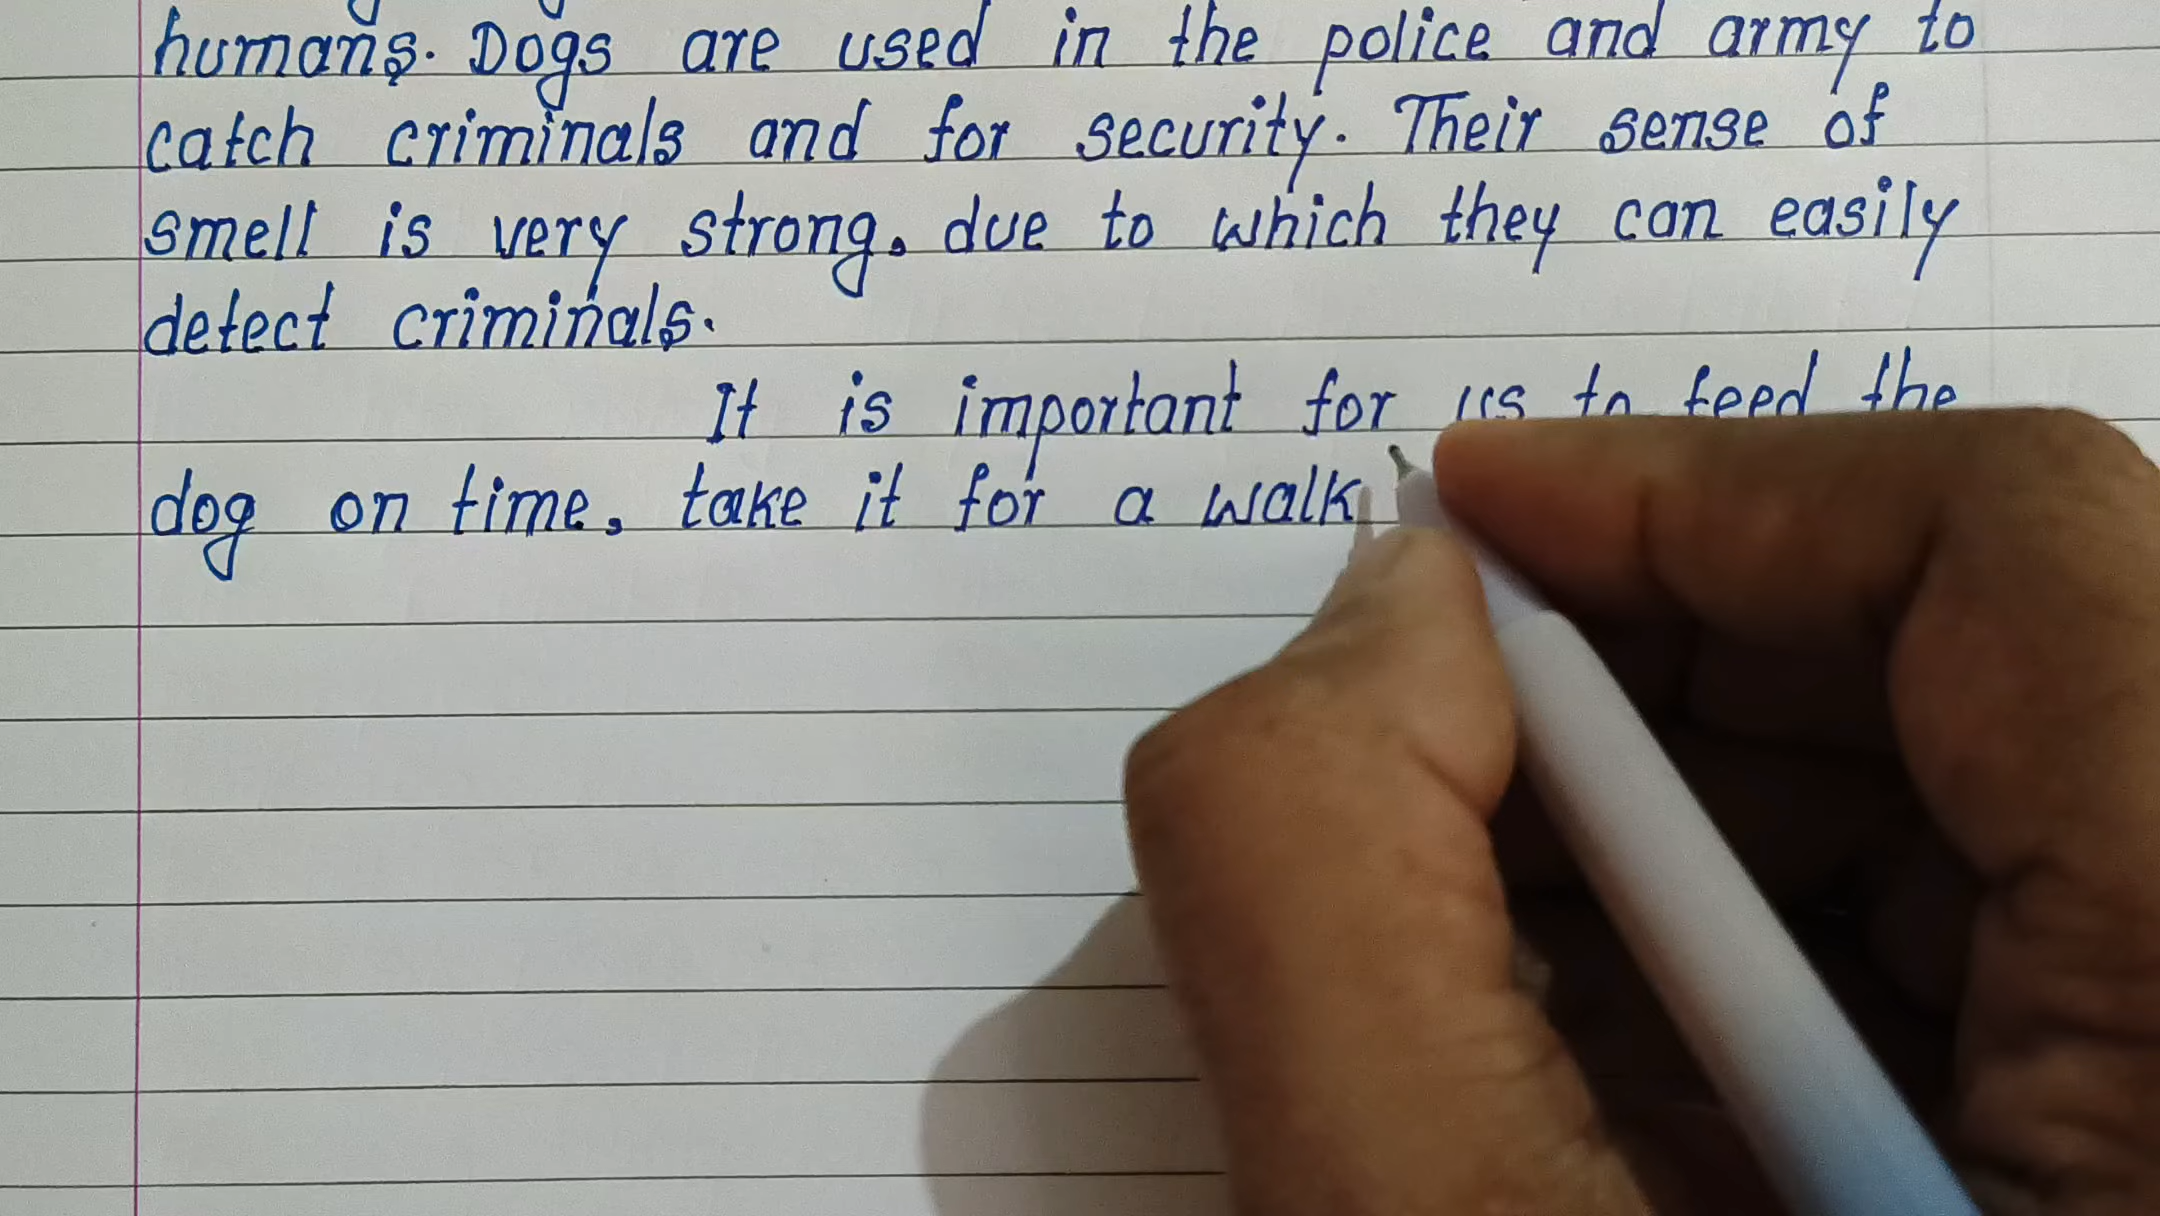 humans. Dogs are used in the police and army to
catch criminals and for security. Their sense of
smell is very strong, due to which they can easily
detect criminals.
It is important for us to feed the
dog on time, take it for a walk